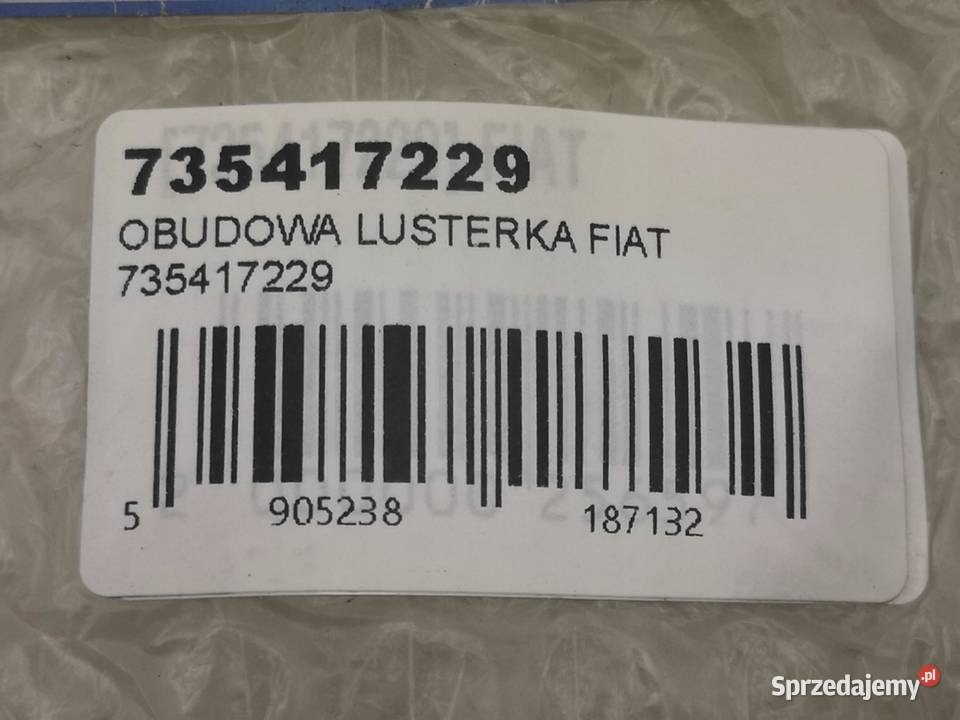 735417229
OBUDOWA LUSTERKA FIAT
735417229
5 905238 187132
Sprzedajemy.pl